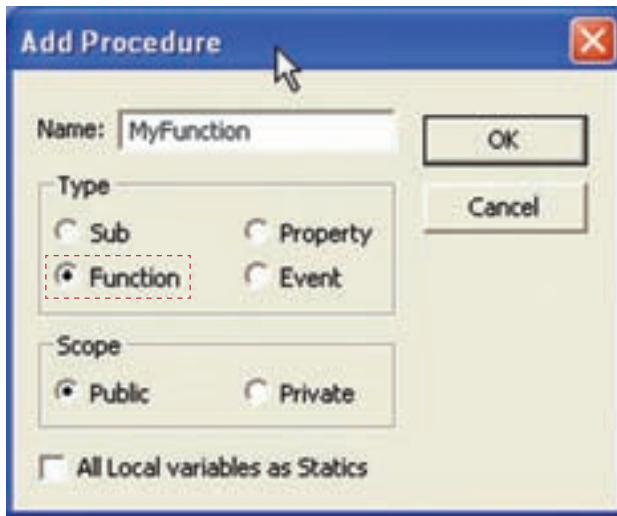 Add Procedure
Name: MyFunction
OK
Type
Cancel
Sub
Property
Function
Event
Scope
Public
Private
All Local variables as Statics